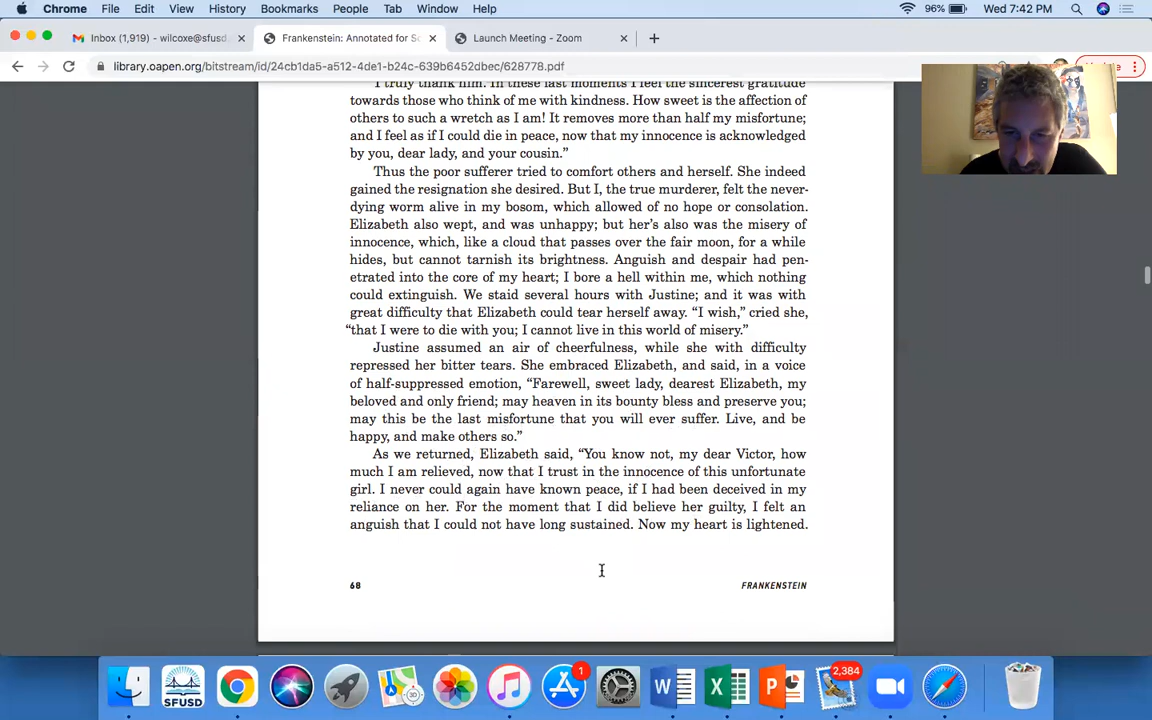 Chrome File Edit View History Bookmarks People Tab Window Help 96% Wed 7:42 PM
Inbox (1,919) - wilcoxe@sfusd. Frankenstein: Annotated for Sc Launch Meeting - Zoom
library.oapen.org/bitstream/id/24cb1da5-a512-4de1-b24c-639b6452dbec/628778.pdf
I truly thank him. In these last moments I feel the sincerest gratitude
towards those who think of me with kindness. How sweet is the affection of
others to such a wretch as I am! It removes more than half my misfortune;
and I feel as if I could die in peace, now that my innocence is acknowledged
by you, dear lady, and your cousin.”
Thus the poor sufferer tried to comfort others and herself. She indeed
gained the resignation she desired. But I, the true murderer, felt the never-
dying worm alive in my bosom, which allowed of no hope or consolation.
Elizabeth also wept, and was unhappy; but her’s also was the misery of
innocence, which, like a cloud that passes over the fair moon, for a while
hides, but cannot tarnish its brightness. Anguish and despair had pen-
etrated into the core of my heart; I bore a hell within me, which nothing
could extinguish. We staid several hours with Justine; and it was with
great difficulty that Elizabeth could tear herself away. “I wish,” cried she,
“that I were to die with you; I cannot live in this world of misery.”
Justine assumed an air of cheerfulness, while she with difficulty
repressed her bitter tears. She embraced Elizabeth, and said, in a voice
of half-suppressed emotion, “Farewell, sweet lady, dearest Elizabeth, my
beloved and only friend; may heaven in its bounty bless and preserve you;
may this be the last misfortune that you will ever suffer. Live, and be
happy, and make others so.”
As we returned, Elizabeth said, “You know not, my dear Victor, how
much I am relieved, now that I trust in the innocence of this unfortunate
girl. I never could again have known peace, if I had been deceived in my
reliance on her. For the moment that I did believe her guilty, I felt an
anguish that I could not have long sustained. Now my heart is lightened.
68 FRANKENSTEIN
SFUSD 1 2,384